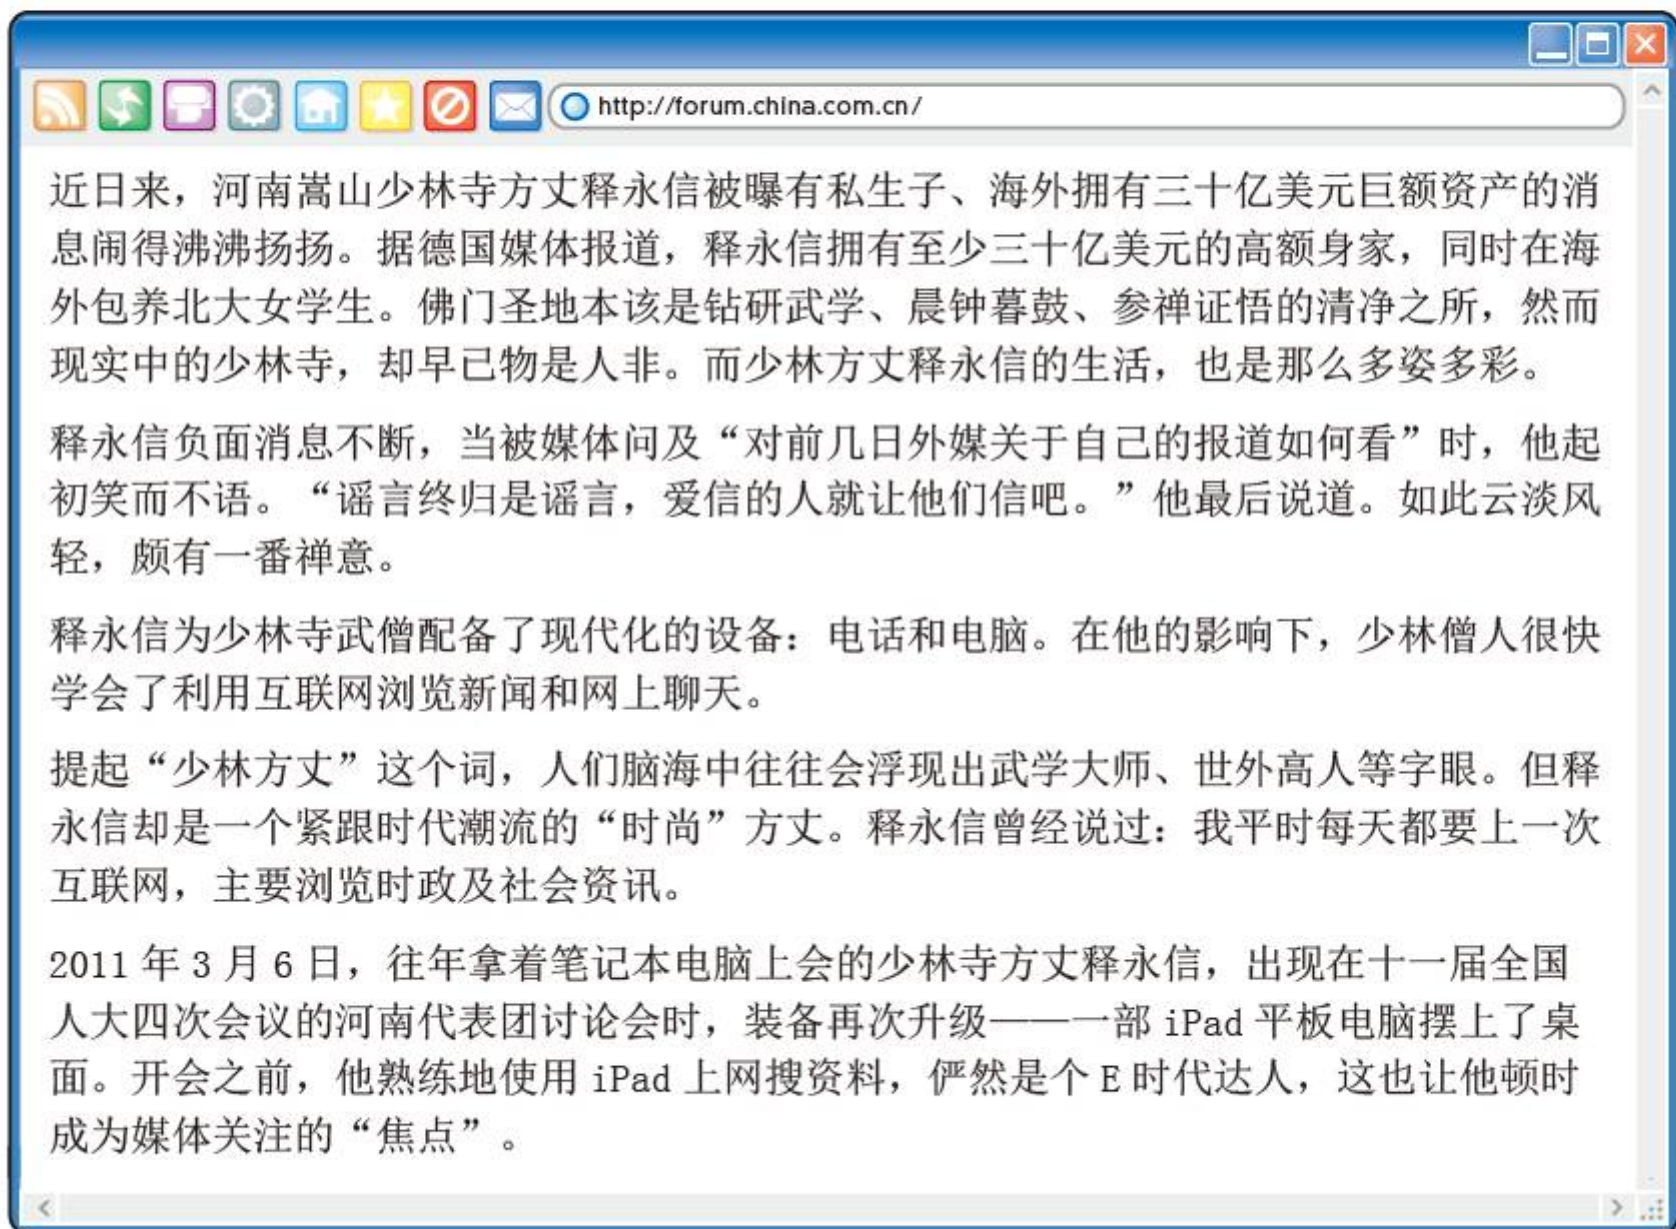 http://forum.china.com.cn/
近日来，河南嵩山少林寺方丈释永信被曝有私生子、海外拥有三十亿美元巨额资产的消
息闹得沸沸扬扬。据德国媒体报道，释永信拥有至少三十亿美元的高额身家，同时在海
外包养北大女学生。佛门圣地本该是钻研武学、晨钟暮鼓、参禅证悟的清净之所，然而
现实中的少林寺，却早已物是人非。而少林方丈释永信的生活，也是那么多姿多彩。
释永信负面消息不断，当被媒体问及“对前几日外媒关于自己的报道如何看”时，他起
初笑而不语。“谣言终归是谣言，爱信的人就让他们信吧。”他最后说道。如此云淡风
轻，颇有一番禅意。
释永信为少林寺武僧配备了现代化的设备：电话和电脑。在他的影响下，少林僧人很快
学会了利用互联网浏览新闻和网上聊天。
提起“少林方丈”这个词，人们脑海中往往会浮现出武学大师、世外高人等字眼。但释
永信却是一个紧跟时代潮流的“时尚”方丈。释永信曾经说过：我平时每天都要上一次
互联网，主要浏览时政及社会资讯。
2011 年 3 月 6 日，往年拿着笔记本电脑上会的少林寺方丈释永信，出现在十一届全国
人大四次会议的河南代表团讨论会时，装备再次升级——一部 iPad 平板电脑摆上了桌
面。开会之前，他熟练地使用 iPad 上网搜资料，俨然是个 E 时代达人，这也让他顿时
成为媒体关注的“焦点”。